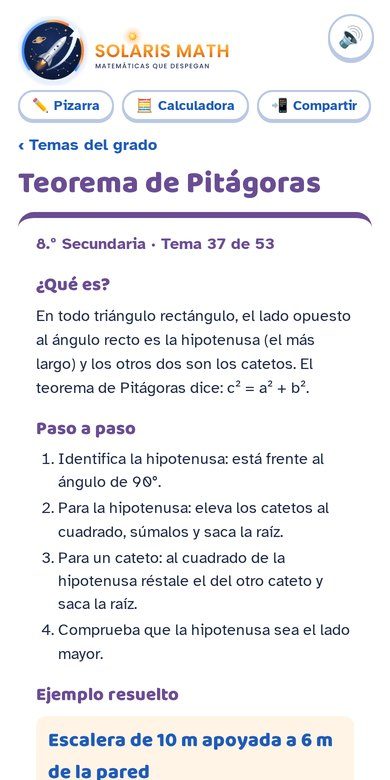 SOLARIS MATH
MATEMÁTICAS QUE DESPEGAN
Pizarra
Calculadora
Compartir
‹ Temas del grado
Teorema de Pitágoras
8.° Secundaria · Tema 37 de 53
¿Qué es?
En todo triángulo rectángulo, el lado opuesto
al ángulo recto es la hipotenusa (el más
largo) y los otros dos son los catetos. El
teorema de Pitágoras dice: c² = a² + b².
Paso a paso
1. Identifica la hipotenusa: está frente al
ángulo de 90°.
2. Para la hipotenusa: eleva los catetos al
cuadrado, súmalos y saca la raíz.
3. Para un cateto: al cuadrado de la
hipotenusa réstale el del otro cateto y
saca la raíz.
4. Comprueba que la hipotenusa sea el lado
mayor.
Ejemplo resuelto
Escalera de 10 m apoyada a 6 m
de la pared